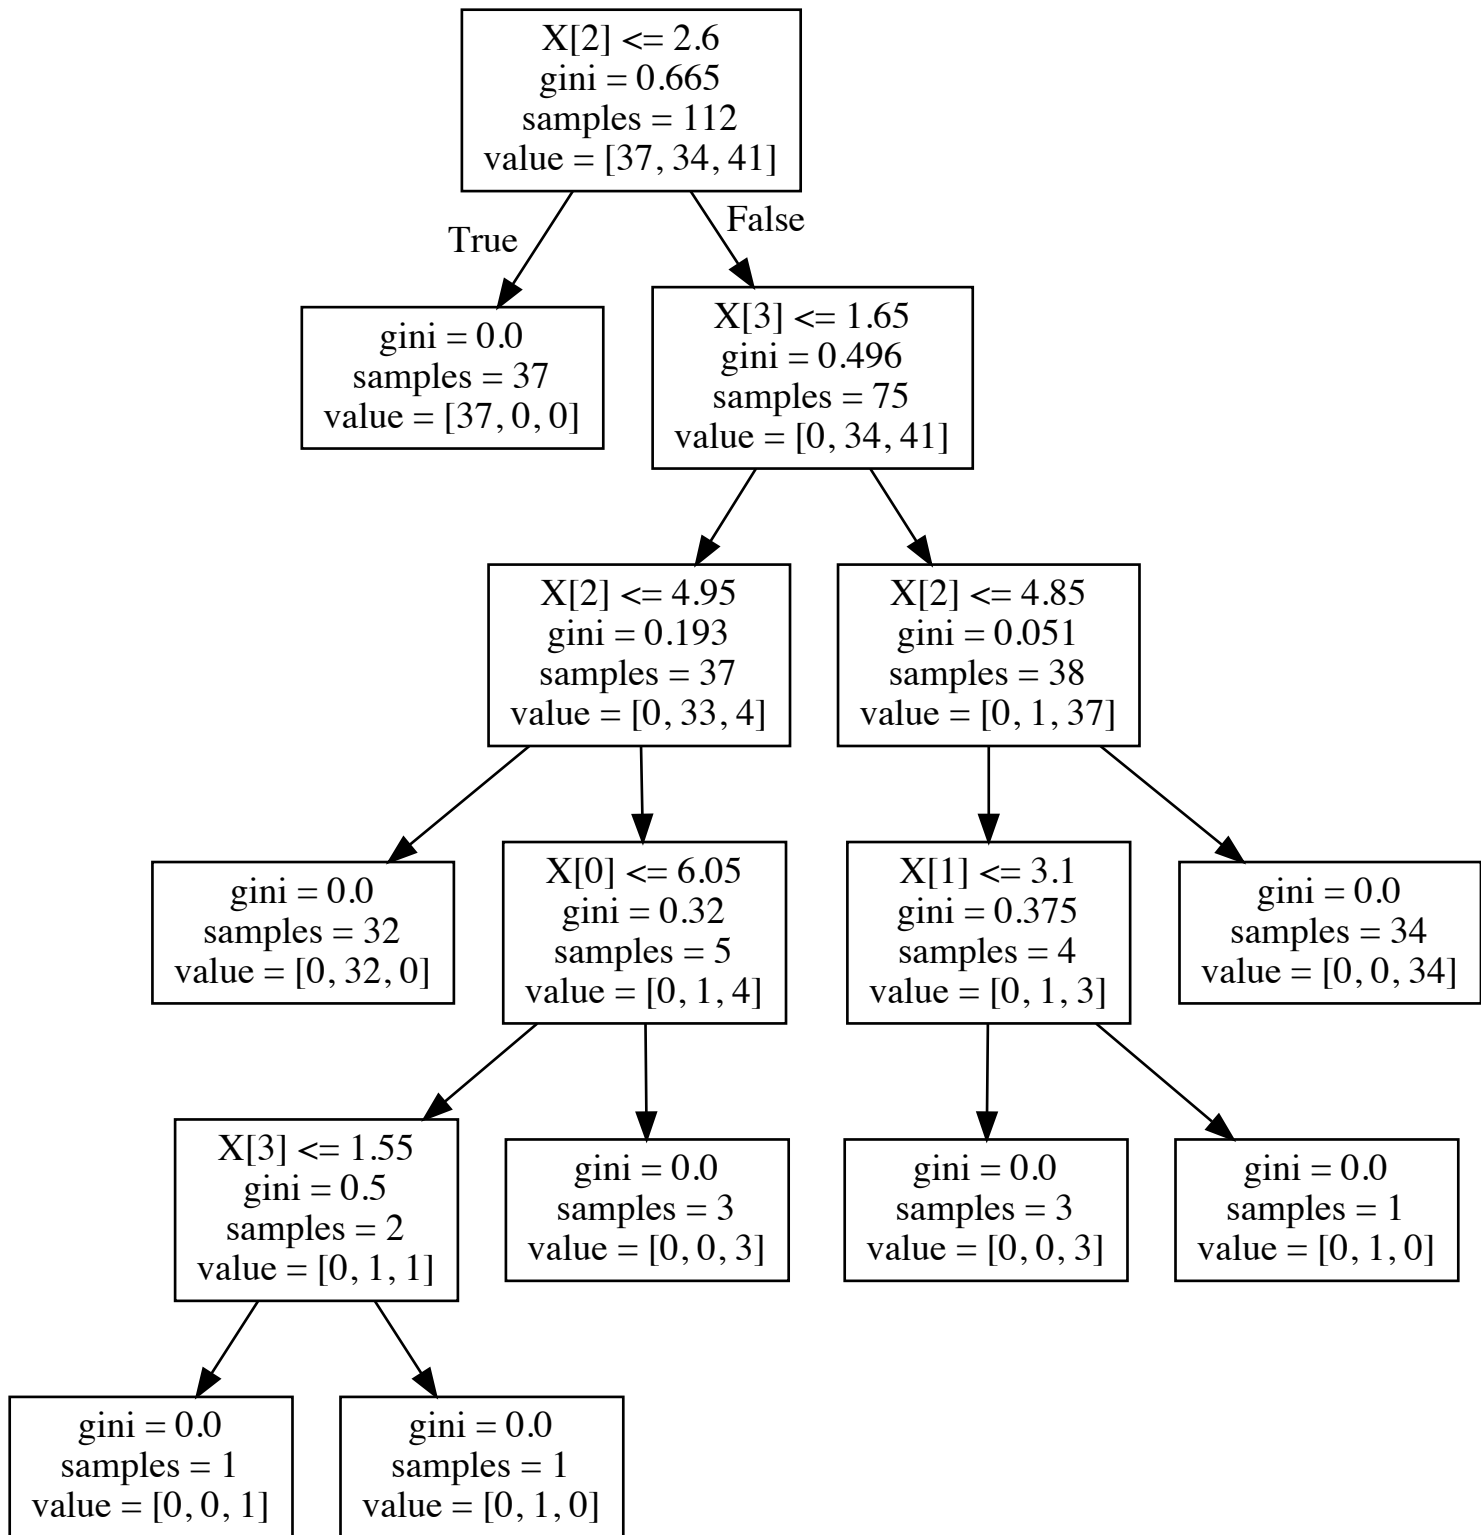 X[2] <= 2.6
gini = 0.665
samples = 112
value = [37, 34, 41]
True
False
gini = 0.0
samples = 37
value = [37, 0, 0]
X[3] <= 1.65
gini = 0.496
samples = 75
value = [0, 34, 41]
X[2] <= 4.95
gini = 0.193
samples = 37
value = [0, 33, 4]
X[2] <= 4.85
gini = 0.051
samples = 38
value = [0, 1, 37]
gini = 0.0
samples = 32
value = [0, 32, 0]
X[0] <= 6.05
gini = 0.32
samples = 5
value = [0, 1, 4]
X[1] <= 3.1
gini = 0.375
samples = 4
value = [0, 1, 3]
gini = 0.0
samples = 34
value = [0, 0, 34]
X[3] <= 1.55
gini = 0.5
samples = 2
value = [0, 1, 1]
gini = 0.0
samples = 3
value = [0, 0, 3]
gini = 0.0
samples = 3
value = [0, 0, 3]
gini = 0.0
samples = 1
value = [0, 1, 0]
gini = 0.0
samples = 1
value = [0, 0, 1]
gini = 0.0
samples = 1
value = [0, 1, 0]